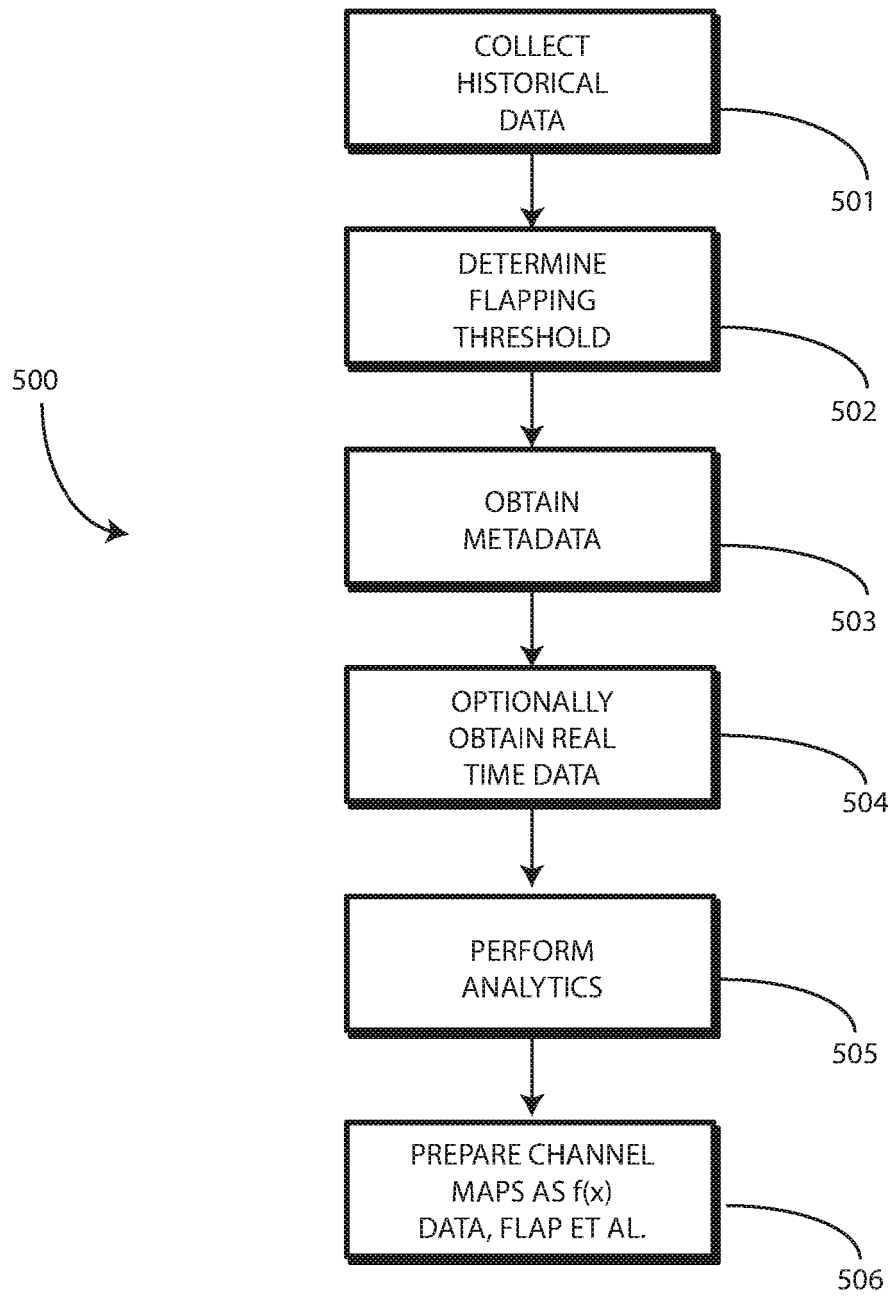 COLLECT
HISTORICAL
DATA
501
DETERMINE
FLAPPING
THRESHOLD
502
500
OBTAIN
METADATA
503
OPTIONALLY
OBTAIN REAL
TIME DATA
504
PERFORM
ANALYTICS
505
PREPARE CHANNEL
MAPS AS f(x)
DATA, FLAP ET AL.
506